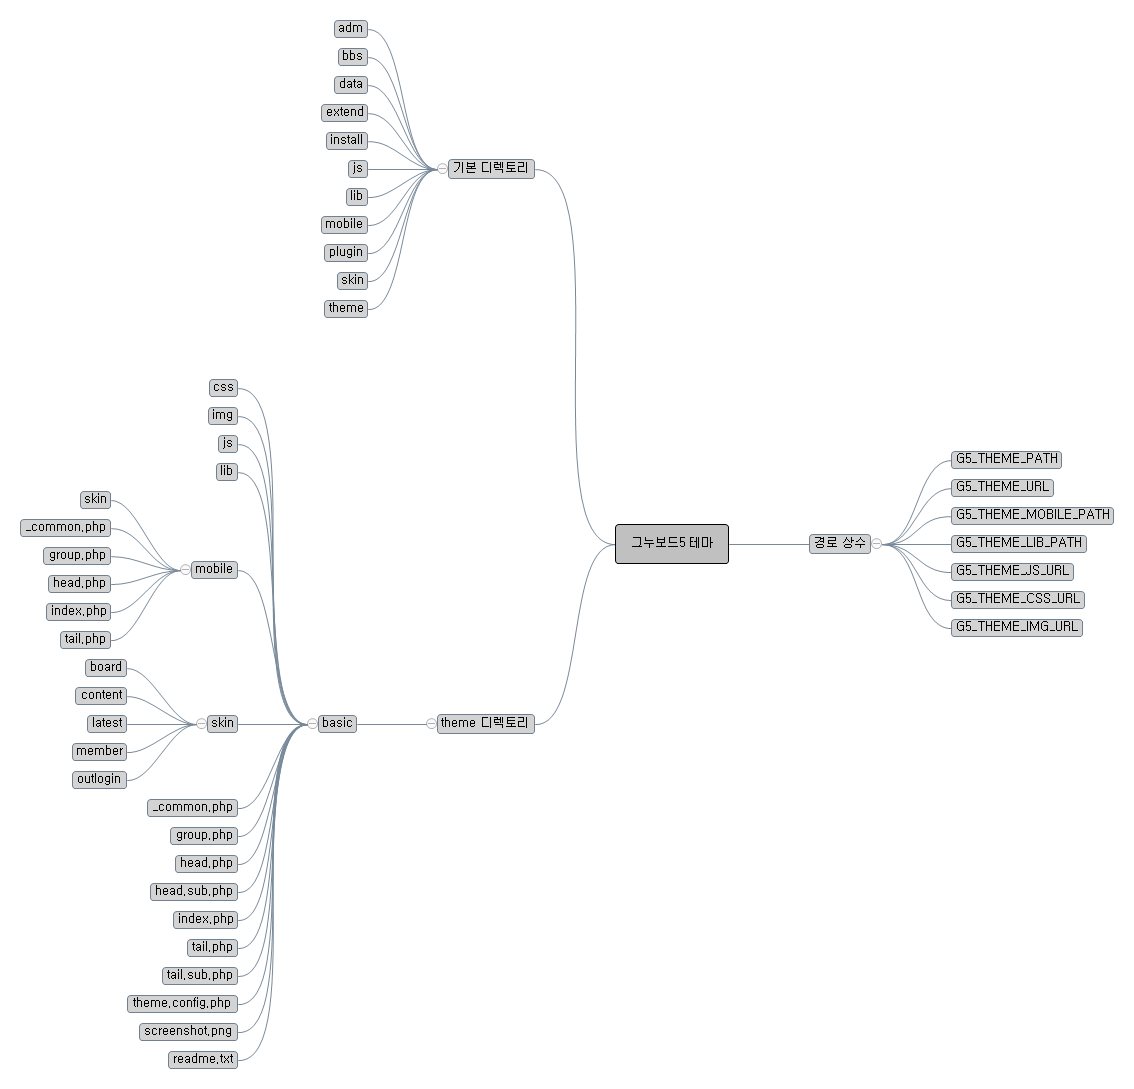 adm
bbs
data
extend
install
js
lib
mobile
plugin
skin
theme
기본 디렉토리
css
img
js
lib
skin
_common.php
group.php
head.php
index.php
tail.php
mobile
board
content
latest
member
outlogin
skin
_common.php
group.php
head.php
head.sub.php
index.php
tail.php
tail.sub.php
theme.config.php
screenshot.png
readme.txt
basic
theme 디렉토리
그누보드5 테마
경로 상수
G5_THEME_PATH
G5_THEME_URL
G5_THEME_MOBILE_PATH
G5_THEME_LIB_PATH
G5_THEME_JS_URL
G5_THEME_CSS_URL
G5_THEME_IMG_URL